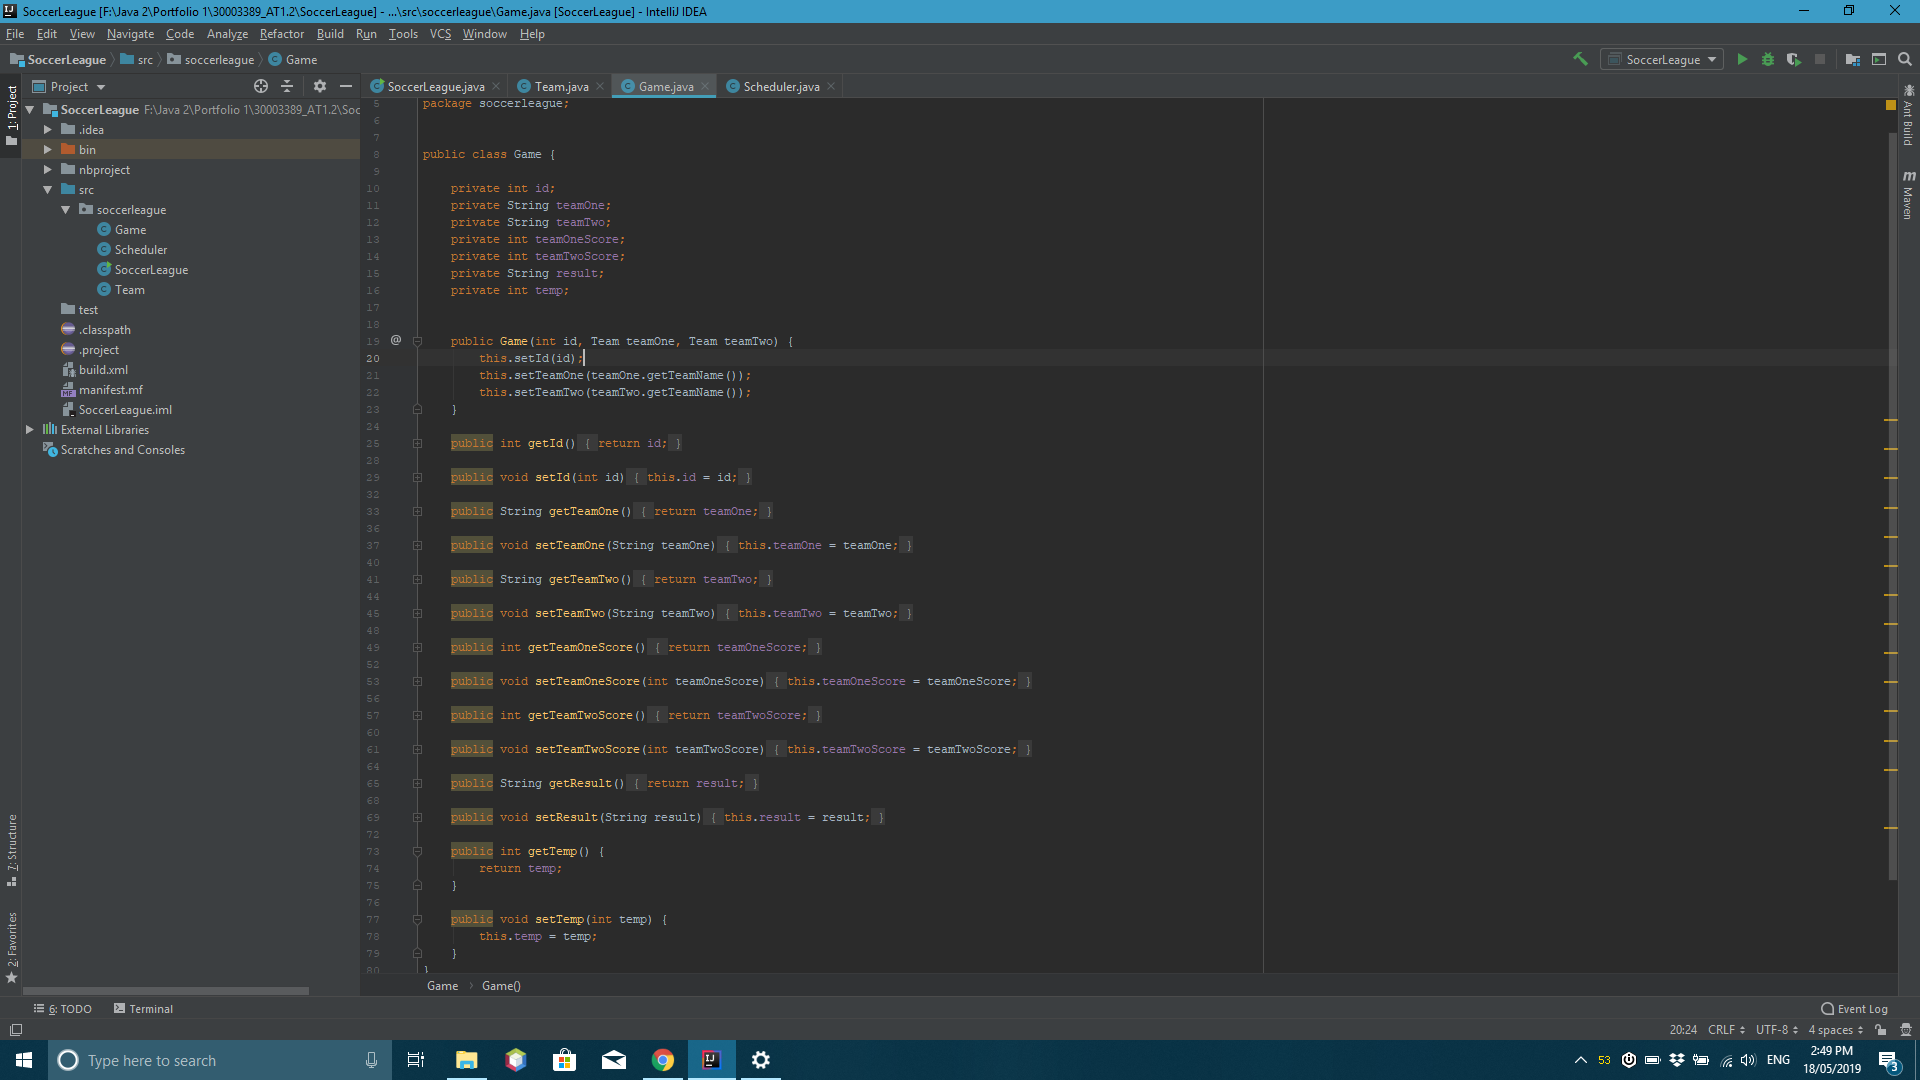 SoccerLeague [F:\Java 2\Portfolio 1\30003389_AT1.2\SoccerLeague] - ...\src\soccerleague\Game.java [SoccerLeague] - IntelliJ IDEA
File Edit View Navigate Code Analyze Refactor Build Run Tools VCS Window Help
SoccerLeague src soccerleague Game SoccerLeague
Project SoccerLeague.java Team.java Game.java Scheduler.java
1: Project
7: Structure
2: Favorites
Ant Build
Maven
SoccerLeague F:\Java 2\Portfolio 1\30003389_AT1.2\Soc
.idea
bin
nbproject
src
soccerleague
Game
Scheduler
SoccerLeague
Team
test
.classpath
.project
build.xml
manifest.mf
SoccerLeague.iml
External Libraries
Scratches and Consoles
5 package soccerleague;
6
7
8 public class Game {
9
10 private int id;
11 private String teamOne;
12 private String teamTwo;
13 private int teamOneScore;
14 private int teamTwoScore;
15 private String result;
16 private int temp;
17
18
19 @ public Game(int id, Team teamOne, Team teamTwo) {
20 this.setId(id);
21 this.setTeamOne(teamOne.getTeamName());
22 this.setTeamTwo(teamTwo.getTeamName());
23 }
24
25 public int getId() { return id; }
28
29 public void setId(int id) { this.id = id; }
32
33 public String getTeamOne() { return teamOne; }
36
37 public void setTeamOne(String teamOne) { this.teamOne = teamOne; }
40
41 public String getTeamTwo() { return teamTwo; }
44
45 public void setTeamTwo(String teamTwo) { this.teamTwo = teamTwo; }
48
49 public int getTeamOneScore() { return teamOneScore; }
52
53 public void setTeamOneScore(int teamOneScore) { this.teamOneScore = teamOneScore; }
56
57 public int getTeamTwoScore() { return teamTwoScore; }
60
61 public void setTeamTwoScore(int teamTwoScore) { this.teamTwoScore = teamTwoScore; }
64
65 public String getResult() { return result; }
68
69 public void setResult(String result) { this.result = result; }
72
73 public int getTemp() {
74 return temp;
75 }
76
77 public void setTemp(int temp) {
78 this.temp = temp;
79 }
80 }
Game Game()
6: TODO Terminal Event Log
20:24 CRLF UTF-8 4 spaces
Type here to search 53 ENG 2:49 PM
18/05/2019 3